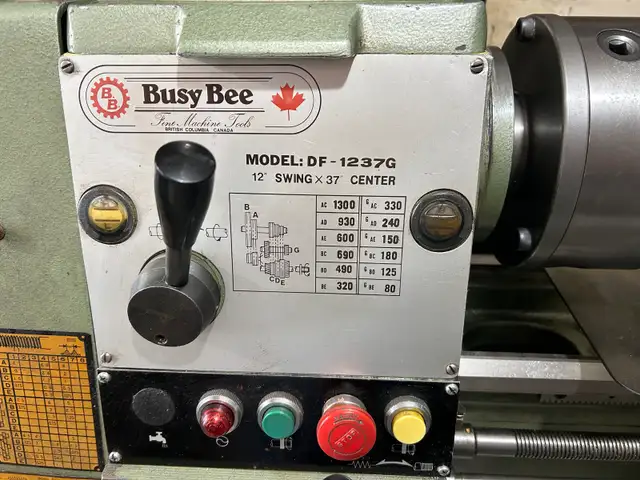 BB
Busy Bee
Fine Machine Tools
BRITISH COLUMBIA CANADA
MODEL: DF-1237G
12" SWING × 37" CENTER
B
A
G
CDE
AC 1300 G AC 330
AD 930 G AD 240
AE 600 G AE 150
BC 690 G BC 180
BD 490 G BD 125
BE 320 G BE 80
STOP